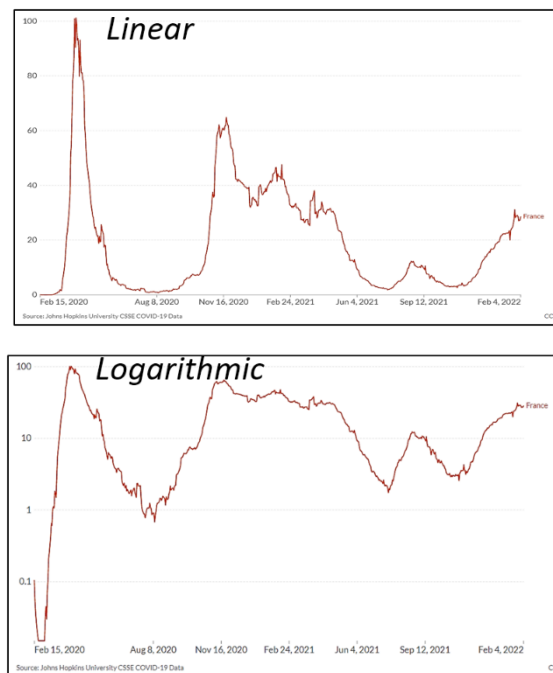 Linear
100
80
60
40
20
0
France
Feb 15, 2020 Aug 8, 2020 Nov 16, 2020 Feb 24, 2021 Jun 4, 2021 Sep 12, 2021 Feb 4, 2022
Source: Johns Hopkins University CSSE COVID-19 Data
Logarithmic
100
10
1
0.1
France
Feb 15, 2020 Aug 8, 2020 Nov 16, 2020 Feb 24, 2021 Jun 4, 2021 Sep 12, 2021 Feb 4, 2022
Source: Johns Hopkins University CSSE COVID-19 Data